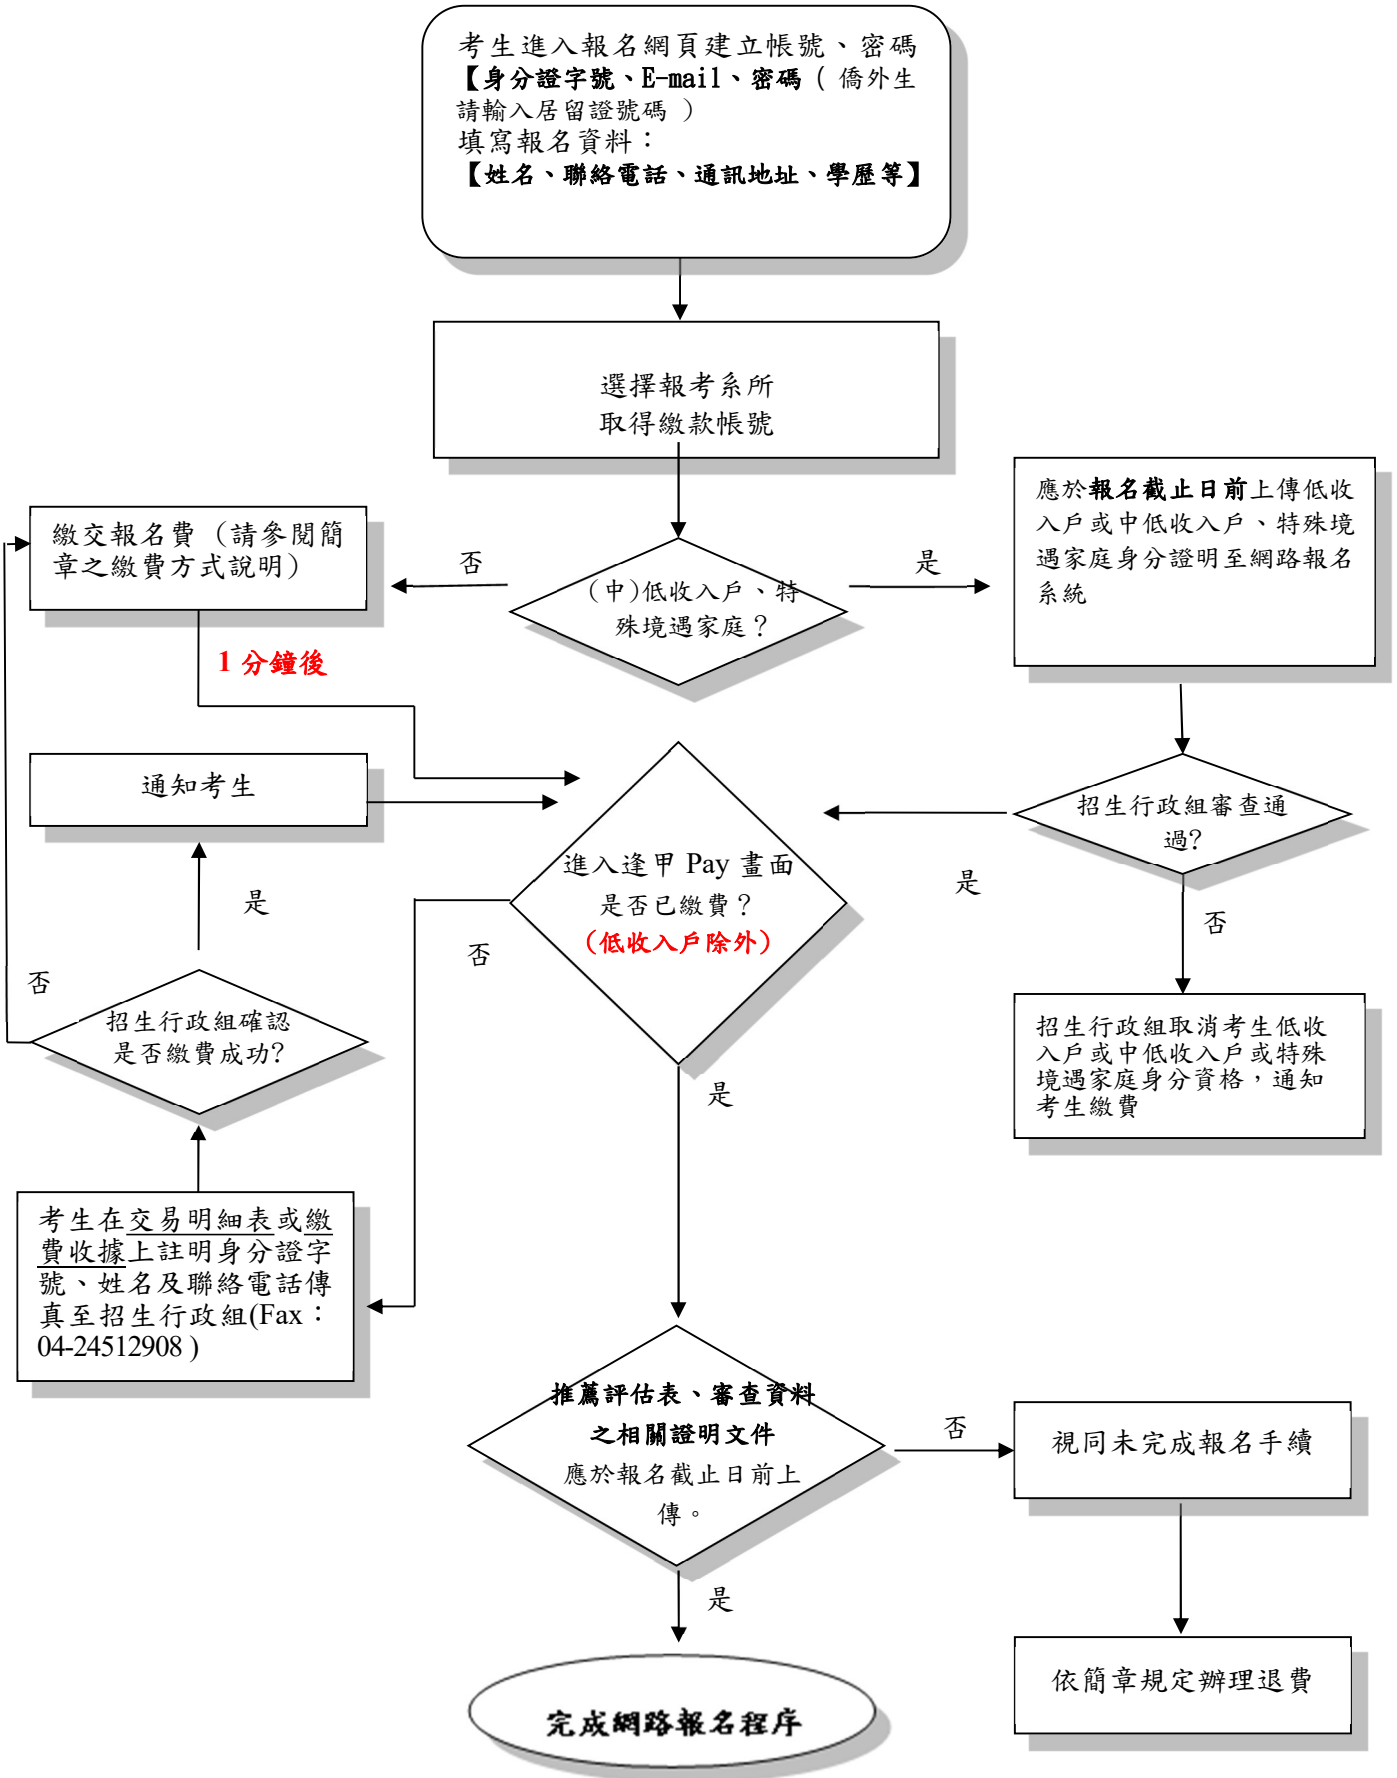 考生進入報名網頁建立帳號、密碼
【身分證字號、E-mail、密碼（僑外生
請輸入居留證號碼 ）
填寫報名資料：
【姓名、聯絡電話、通訊地址、學歷等】
選擇報考系所
取得繳款帳號
繳交報名費（請參閱簡
章之繳費方式說明）
否
（中）低收入戶、特
殊境遇家庭？
是
應於報名截止日前上傳低收
入戶或中低收入戶、特殊境
遇家庭身分證明至網路報名
系統
1 分鐘後
通知考生
招生行政組審查通
過?
進入逢甲 Pay 畫面
是否已繳費？
（低收入戶除外）
是
是
否
否
否
招生行政組確認
是否繳費成功?
招生行政組取消考生低收
入戶或中低收入戶或特殊
境遇家庭身分資格，通知
考生繳費
是
考生在交易明細表或繳
費收據上註明身分證字
號、姓名及聯絡電話傳
真至招生行政組(Fax：
04-24512908 )
推薦評估表、審查資料
之相關證明文件
應於報名截止日前上
傳。
否
視同未完成報名手續
是
依簡章規定辦理退費
完成網路報名程序